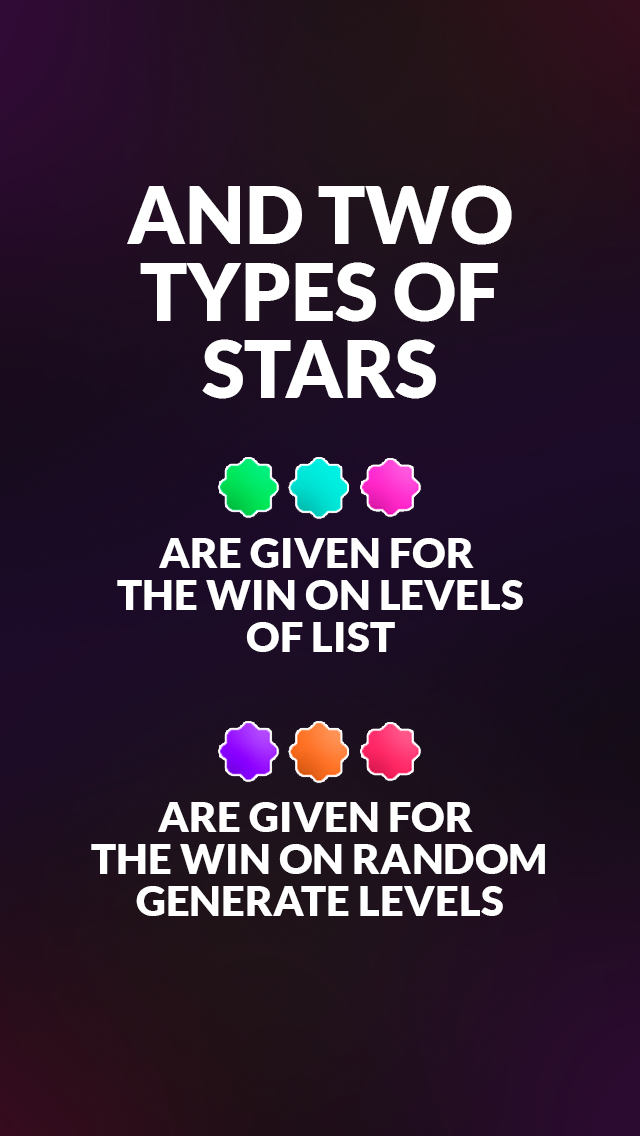 AND TWO
TYPES OF
STARS
ARE GIVEN FOR
THE WIN ON LEVELS
OF LIST
ARE GIVEN FOR
THE WIN ON RANDOM
GENERATE LEVELS